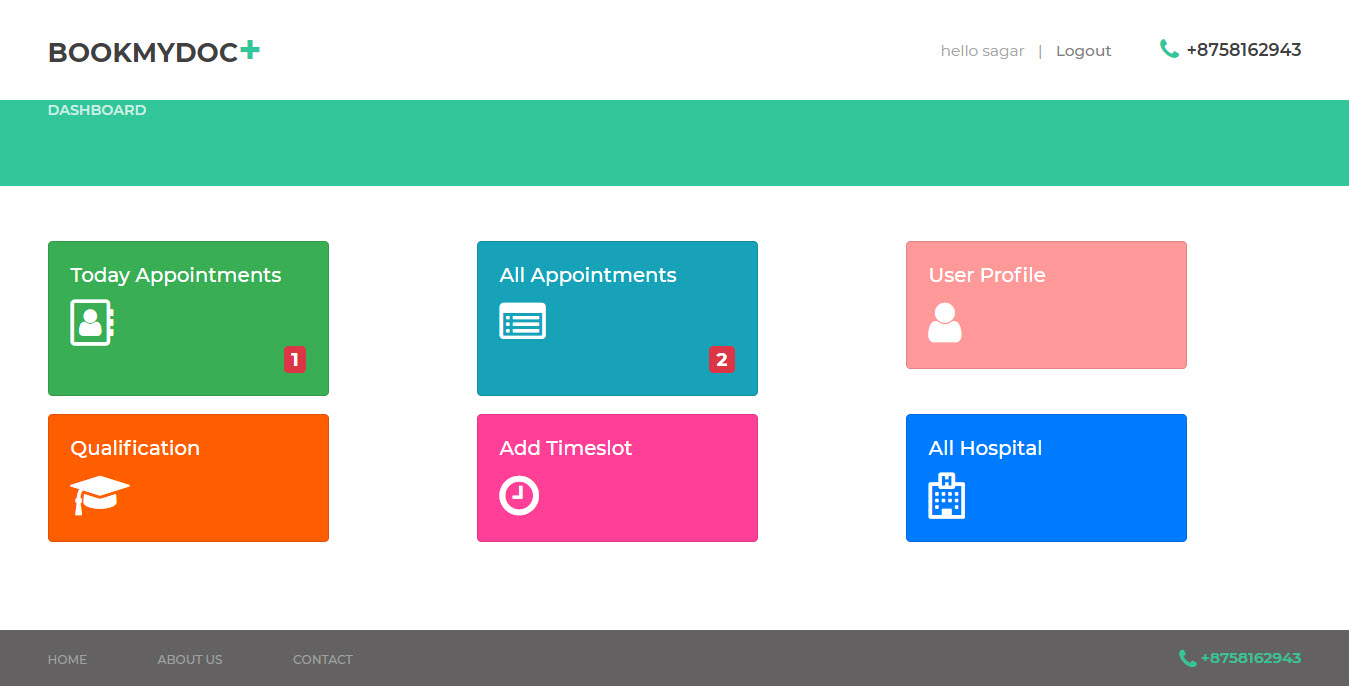 BOOKMYDOC+
hello sagar | Logout +8758162943
DASHBOARD
Today Appointments
1
All Appointments
2
User Profile
Qualification
Add Timeslot
All Hospital
H
HOME ABOUT US CONTACT +8758162943